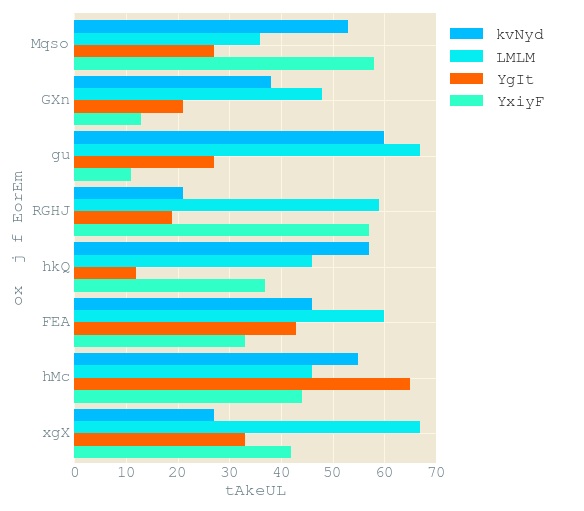 kvNyd
LMLM
YgIt
YxiyF
Mqso
GXn
gu
RGHJ
hkQ
FEA
hMc
xgX
ox  j f EorEm
0 10 20 30 40 50 60 70
tAkeUL